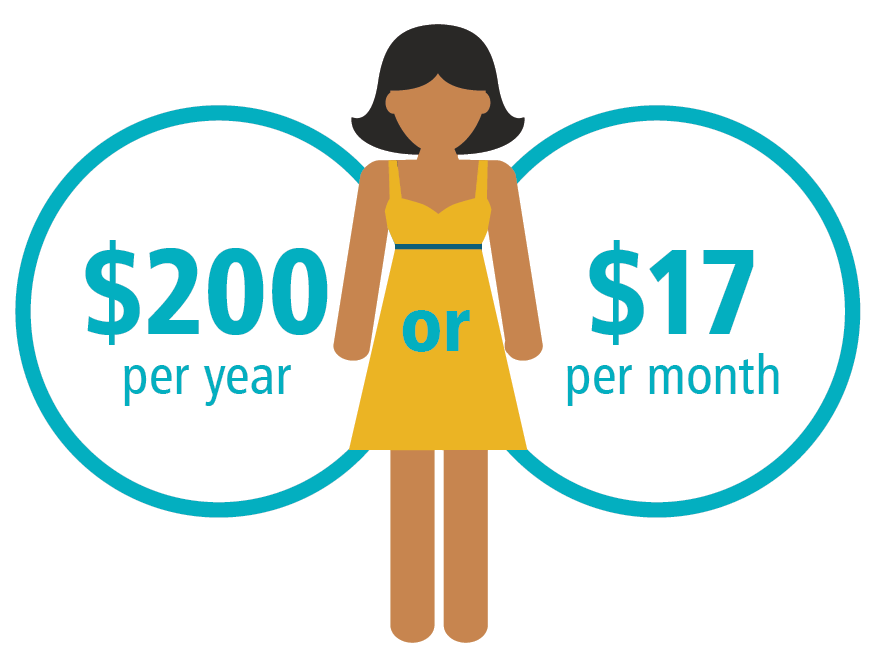 $200
per year
or
$17
per month